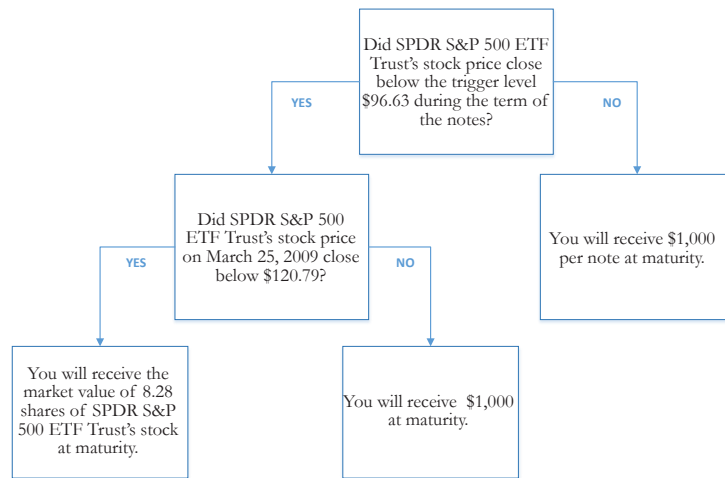 Did SPDR S&P 500 ETF
Trust's stock price close
below the trigger level
$96.63 during the term of
the notes?
YES
NO
Did SPDR S&P 500
ETF Trust's stock price
on March 25, 2009 close
below $120.79?
You will receive $1,000
per note at maturity.
YES
NO
You will receive the
market value of 8.28
shares of SPDR S&P
500 ETF Trust's stock
at maturity.
You will receive $1,000
at maturity.